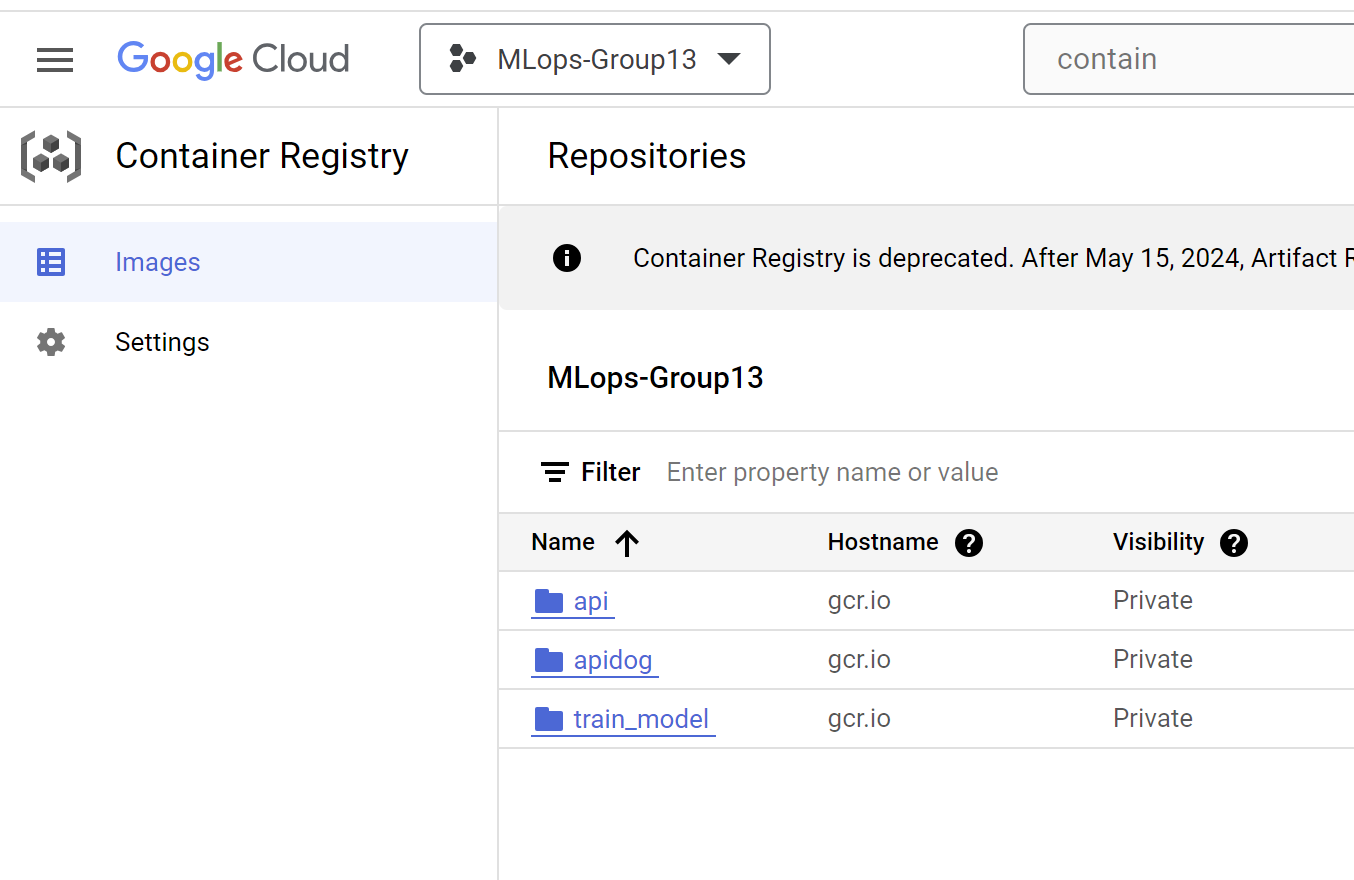 Google Cloud
MLops-Group13
contain
Container Registry
Repositories
Images
Container Registry is deprecated. After May 15, 2024, Artifact R
Settings
MLops-Group13
Filter Enter property name or value
Name Hostname Visibility
api gcr.io Private
apidog gcr.io Private
train_model gcr.io Private